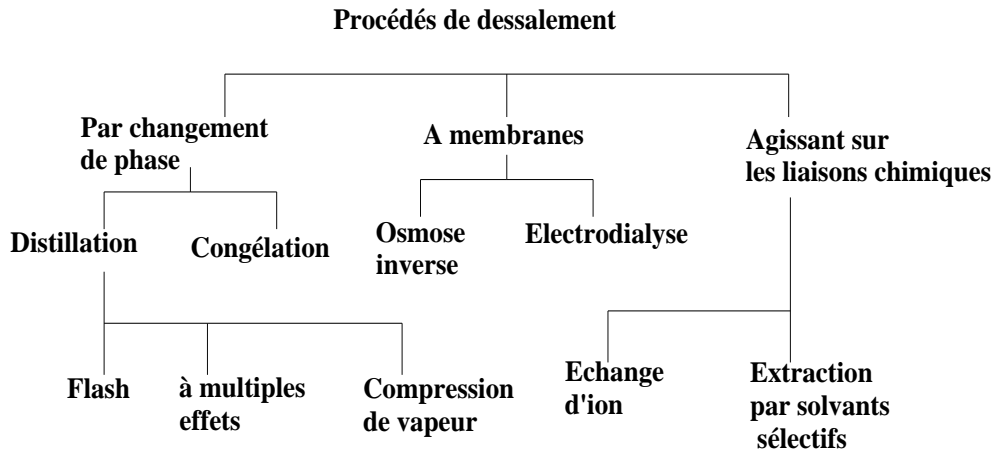 Procédés de dessalement
Par changement
de phase
A membranes
Agissant sur
les liaisons chimiques
Distillation
Congélation
Osmose
inverse
Electrodialyse
Flash
à multiples
effets
Compression
de vapeur
Echange
d'ion
Extraction
par solvants
sélectifs